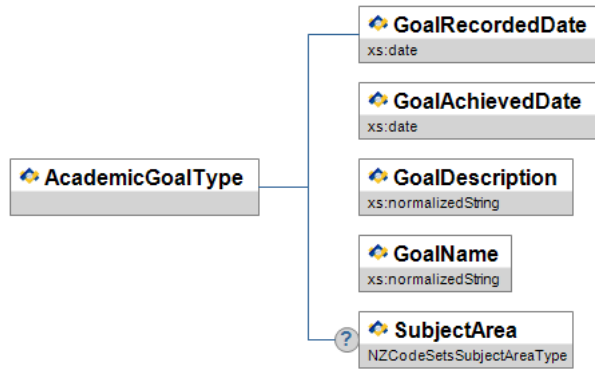 GoalRecordedDate
xs:date
GoalAchievedDate
xs:date
AcademicGoalType
GoalDescription
xs:normalizedString
GoalName
xs:normalizedString
?
SubjectArea
NZCodeSetsSubjectAreaType